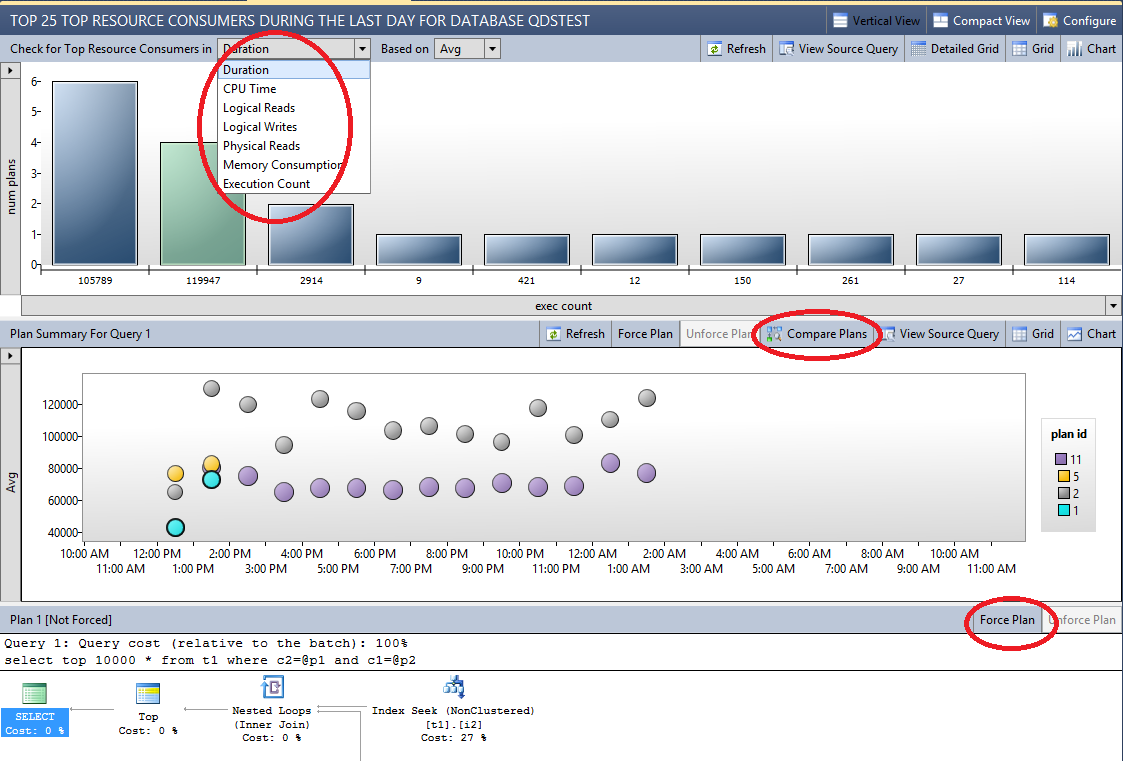 TOP 25 TOP RESOURCE CONSUMERS DURING THE LAST DAY FOR DATABASE QDSTEST
Vertical View Compact View Configure
Check for Top Resource Consumers in Duration Based on Avg Refresh View Source Query Detailed Grid Grid Chart
Duration
CPU Time
Logical Reads
Logical Writes
Physical Reads
Memory Consumption
Execution Count
num plans
6
5
4
3
2
1
0
105789 119947 2914 9 421 12 150 261 27 114
exec count
Plan Summary For Query 1 Refresh Force Plan Unforce Plan Compare Plans View Source Query Grid Chart
Avg
120000
100000
80000
60000
40000
10:00 AM 12:00 PM 2:00 PM 4:00 PM 6:00 PM 8:00 PM 10:00 PM 12:00 AM 2:00 AM 4:00 AM 6:00 AM 8:00 AM 10:00 AM
11:00 AM 1:00 PM 3:00 PM 5:00 PM 7:00 PM 9:00 PM 11:00 PM 1:00 AM 3:00 AM 5:00 AM 7:00 AM 9:00 AM 11:00 AM
plan id
11
5
2
1
Plan 1 [Not Forced] Force Plan Unforce Plan
Query 1: Query cost (relative to the batch): 100%
select top 10000 * from t1 where c2=@p1 and c1=@p2
SELECT
Cost: 0 %
Top
Cost: 0 %
Nested Loops
(Inner Join)
Cost: 0 %
Index Seek (NonClustered)
[t1].[i2]
Cost: 27 %